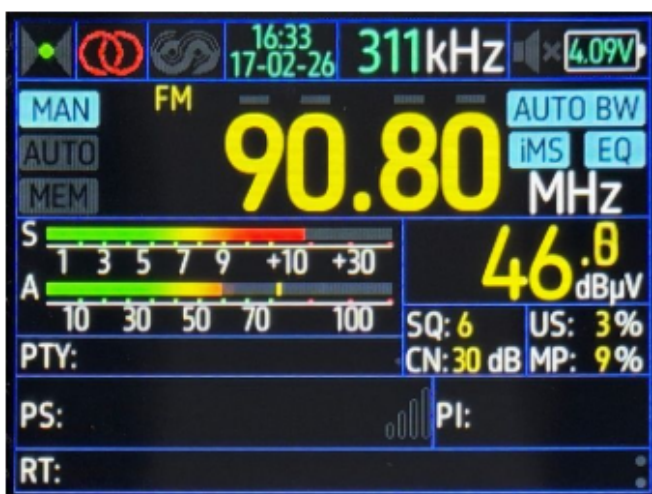 16:33
17-02-26
311kHz
4.09V
MAN
FM
AUTO BW
AUTO
90.80
iMS
EQ
MEM
MHz
S
1 3 5 7 9 +10 +30
46.
dBµV
A
10 30 50 70 100
SQ: 6
US: 3%
PTY:
CN:30 dB
MP: 9%
PS:
PI:
RT: